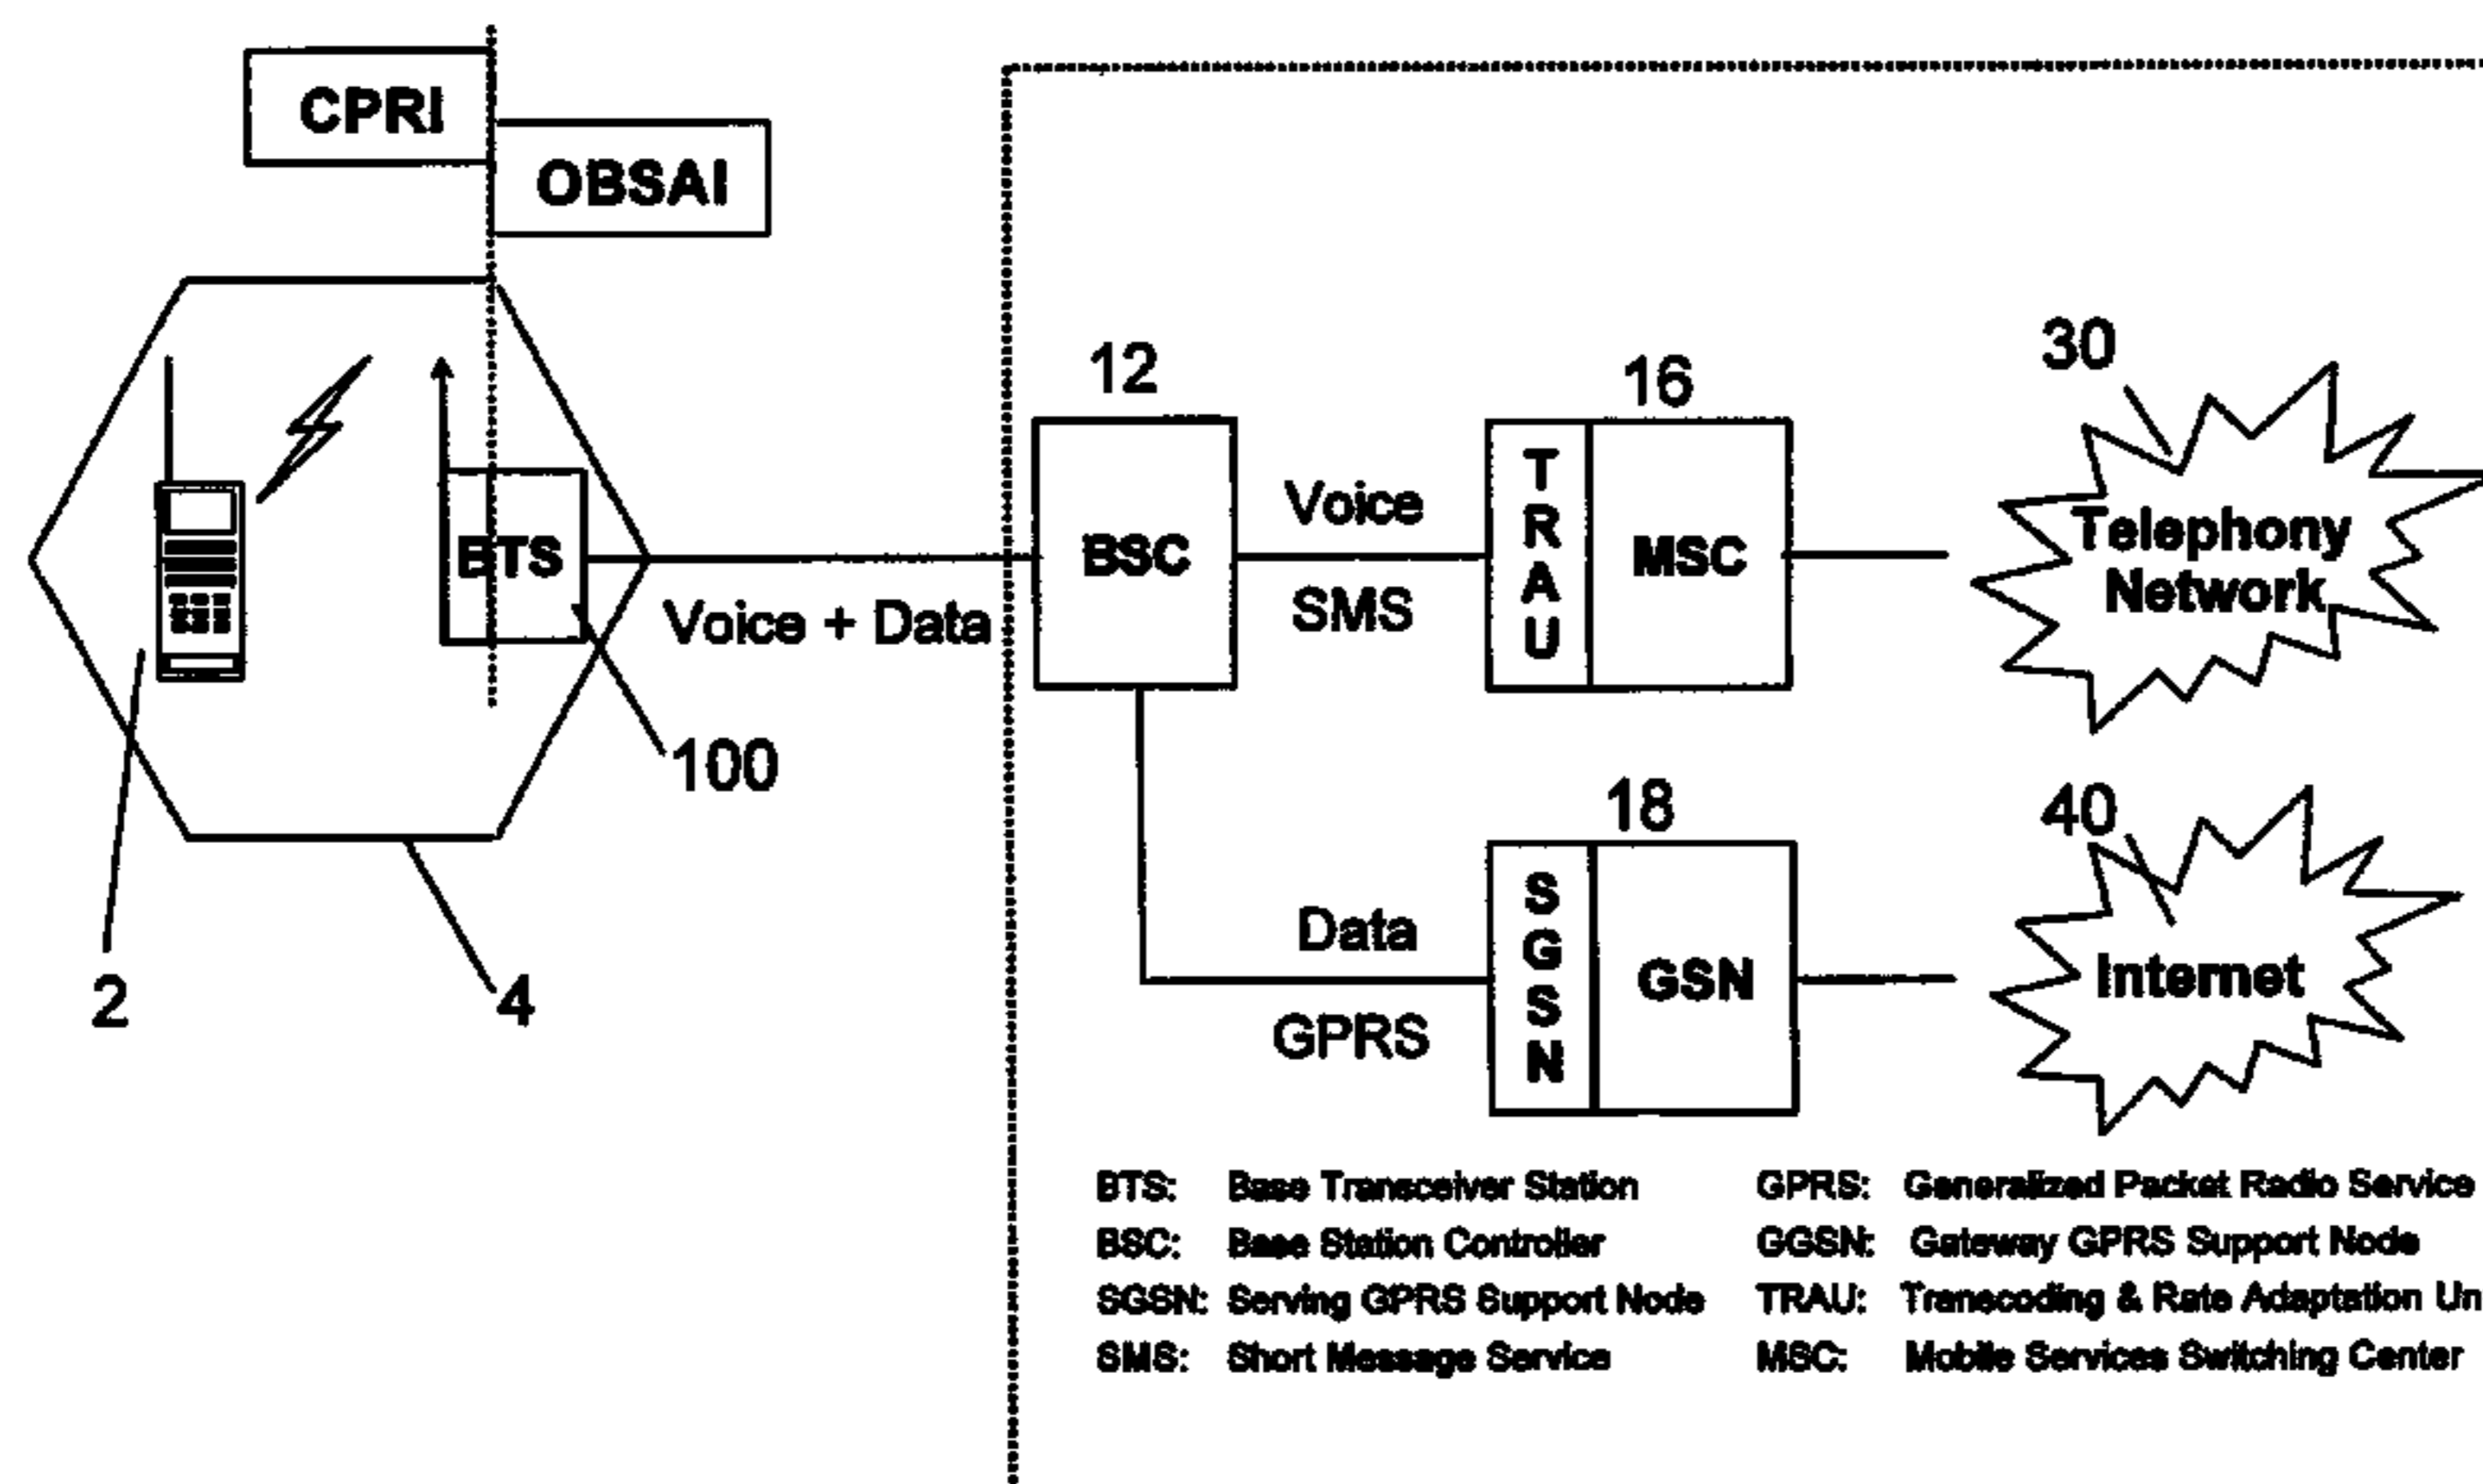 CPRI
OBSAI
12
16
30
BTS
Voice + Data
BSC
Voice
SMS
TRAU
MSC
Telephony
Network
100
2
4
18
40
Data
GPRS
SGSN
GSN
Internet
BTS: Base Transceiver Station
BSC: Base Station Controller
SGSN: Serving GPRS Support Node
SMS: Short Message Service
GPRS: Generalized Packet Radio Service
GGSN: Gateway GPRS Support Node
TRAU: Transcoding & Rate Adaptation Un
MSC: Mobile Services Switching Center